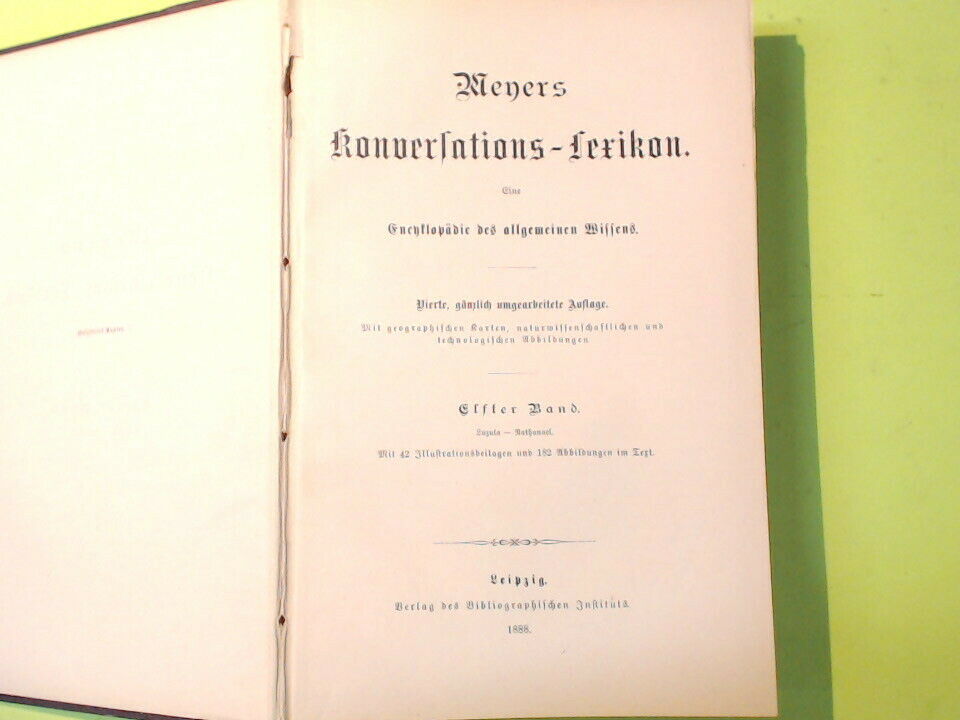 Meyers
Konversations-Lexikon.
Eine
Encyklopädie des allgemeinen Wissens.
Vierte, gänzlich umgearbeitete Auflage.
Mit geographischen Karten, naturwissenschaftlichen und
technologischen Abbildungen
Elfter Band.
Luzula — Nathanael.
Mit 42 Illustrationsbeilagen und 182 Abbildungen im Text.
Leipzig.
Verlag des Bibliographischen Instituts.
1888.